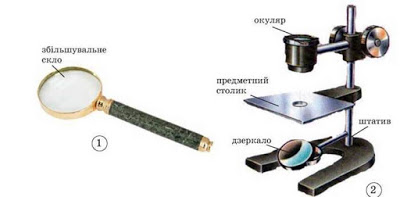 збільшувальне
скло
1
окуляр
предметний
столик
дзеркало
штатив
2